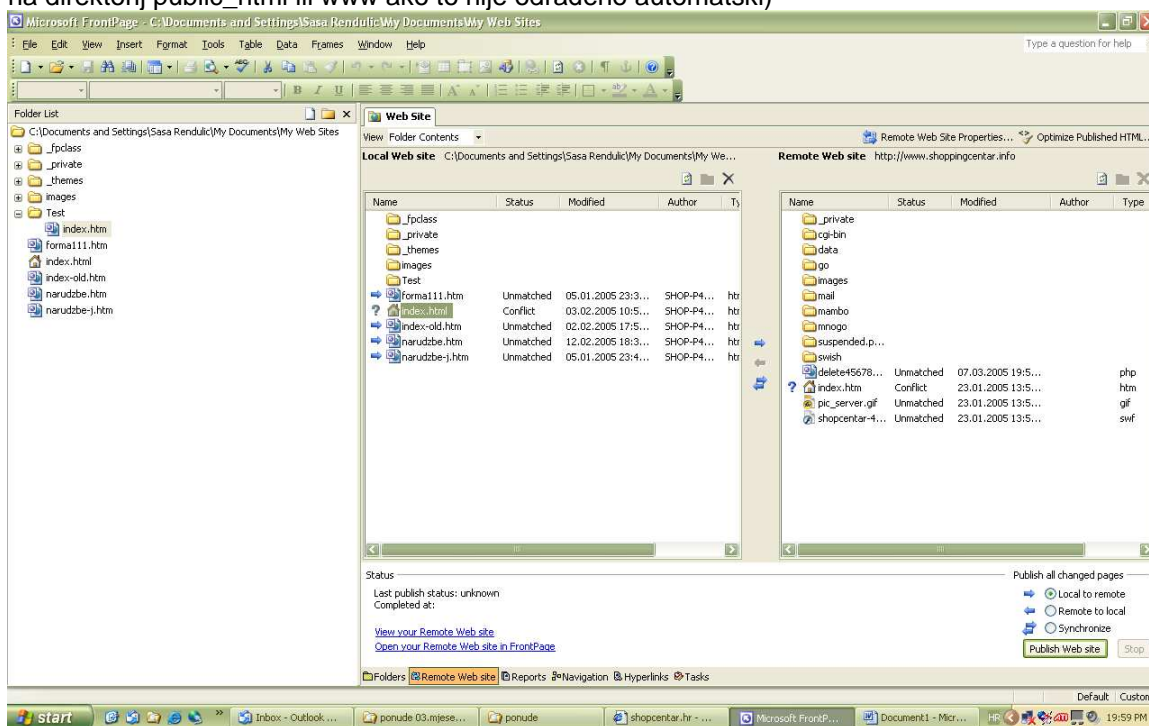 na direktorij public_html ili www ako to nije odrađeno automatski)
Microsoft FrontPage - C:\Documents and Settings\Sasa Rendulic\My Documents\My Web Sites
File Edit View Insert Format Tools Table Data Frames Window Help
Type a question for help
Folder List
Web Site
C:\Documents and Settings\Sasa Rendulic\My Documents\My Web Sites
_fpclass
_private
_themes
images
Test
index.htm
forma111.htm
index.html
index-old.htm
narudzbe.htm
narudzbe-j.htm
View Folder Contents
Remote Web Site Properties... Optimize Published HTML...
Local Web site C:\Documents and Settings\Sasa Rendulic\My Documents\My We...
Name Status Modified Author Ty
_fpclass
_private
_themes
images
Test
forma111.htm Unmatched 05.01.2005 23:3... SHOP-P4... htr
index.html Conflict 03.02.2005 10:5... SHOP-P4... htr
index-old.htm Unmatched 02.02.2005 17:5... SHOP-P4... htr
narudzbe.htm Unmatched 12.02.2005 18:3... SHOP-P4... htr
narudzbe-j.htm Unmatched 05.01.2005 23:4... SHOP-P4... htr
Remote Web site http://www.shoppingcentar.info
Name Status Modified Author Type
_private
cgi-bin
data
go
images
mail
mambo
mnogo
suspended.p...
swish
delete45678... Unmatched 07.03.2005 19:5... php
index.htm Conflict 23.01.2005 13:5... htm
pic_server.gif Unmatched 23.01.2005 13:5... gif
shopcentar-4... Unmatched 23.01.2005 13:5... swf
Status
Last publish status: unknown
Completed at:
View your Remote Web site
Open your Remote Web site in FrontPage
Publish all changed pages
Local to remote
Remote to local
Synchronize
Publish Web site Stop
Folders Remote Web site Reports Navigation Hyperlinks Tasks
Default Custom
start Inbox - Outlook ... ponude 03.mjese... ponude shopcentar.hr - ... Microsoft FrontP... Document1 - Micr... HR 19:59 PM